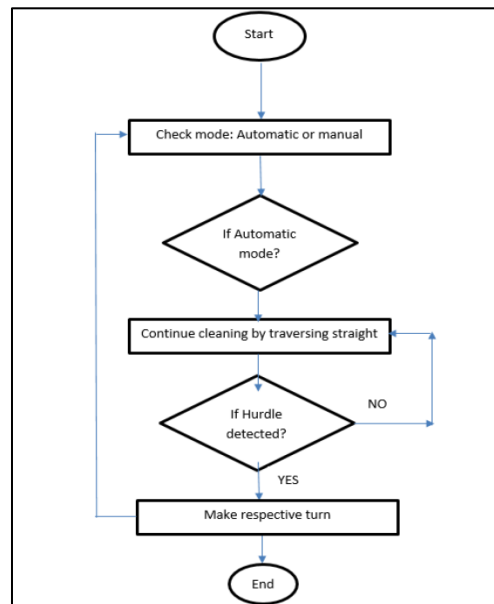 Start
Check mode: Automatic or manual
If Automatic
mode?
Continue cleaning by traversing straight
If Hurdle
detected?
NO
YES
Make respective turn
End